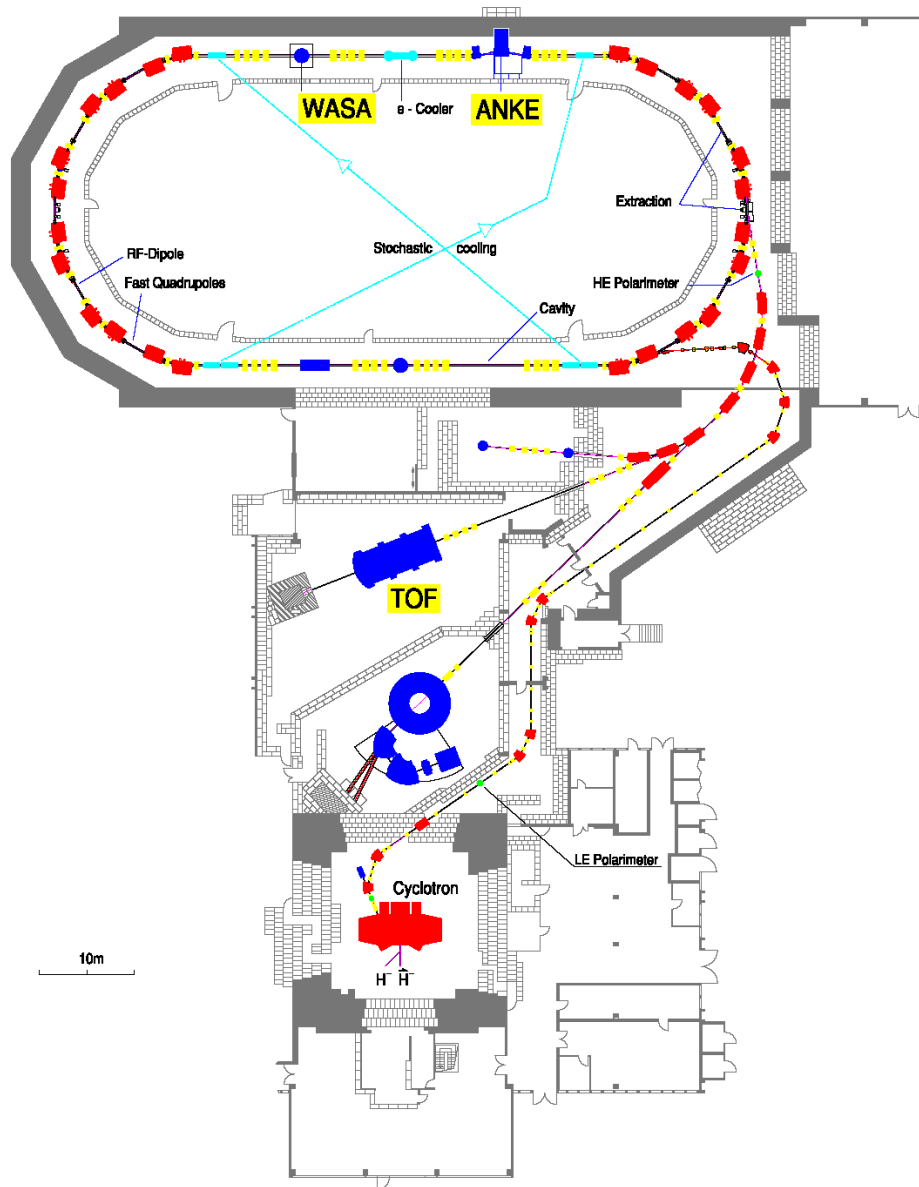 WASA
e - Cooler
ANKE
Extraction
Stochastic cooling
RF-Dipole
Fast Quadrupoles
HE Polarimeter
Cavity
TOF
LE Polarimeter
Cyclotron
10m
H⁻ H⃗⁻